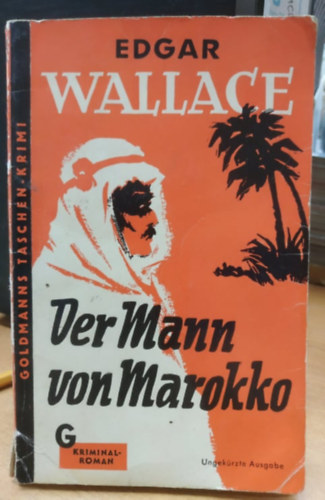 EDGAR
WALLACE
GOLDMANNS TASCHEN-KRIMI
Der Mann
von Marokko
G
KRIMINAL-
ROMAN
Ungekürzte Ausgabe